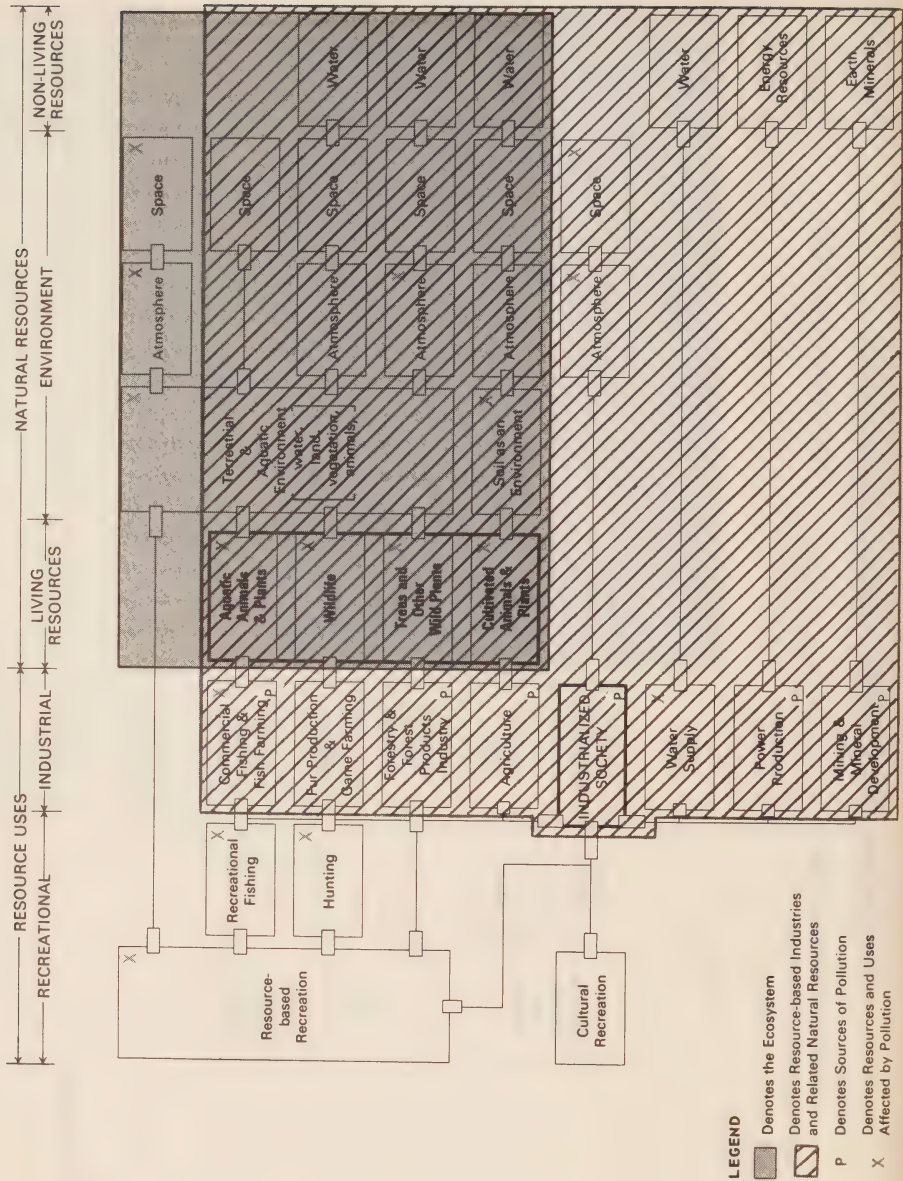 RESOURCE USES
NATURAL RESOURCES
RECREATIONAL
INDUSTRIAL
LIVING
RESOURCES
ENVIRONMENT
NON-LIVING
RESOURCES
X
Resource-
based
Recreation
X
X
Atmosphere
X
Space
X
Recreational
Fishing
X
Commercial
Fishing &
Fish Farming
P
X
Aquatic
Animals
& Plants
Terrestrial
&
Aquatic
Environment
water,
land,
vagatation,
animals,
Space
X
Hunting
Fur Production
&
Game Farming
X
Wildlife
Atmosphere
Space
Water
Forestry &
Forest
Products
Industry
P
X
Trees and
Other
Wild Plants
X
Atmosphere
Space
Water
Agriculture
P
X
Cultivated
Animals &
Plants
X
Soil as an
Environment
Atmosphere
Space
Water
Cultural
Recreation
INDUSTRIALIZED
SOCIETY
P
Atmosphere
X
Space
X
Water
Supply
Water
Power
Production
P
Energy
Resources
Mining &
Mineral
Development
P
Earth
Minerals
LEGEND
Denotes the Ecosystem
Denotes Resource-based Industries
and Related Natural Resources
P Denotes Sources of Pollution
X Denotes Resources and Uses
Affected by Pollution